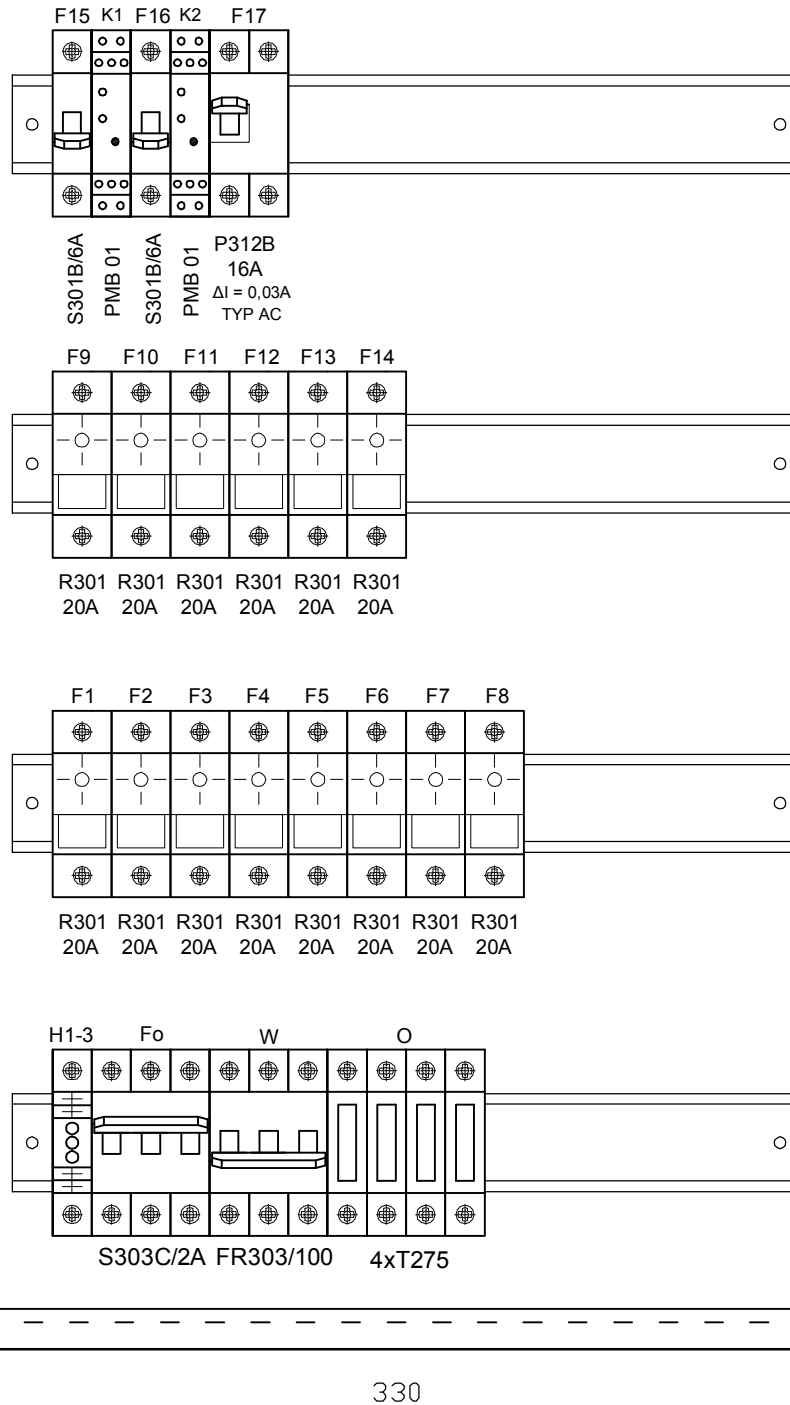 F15 K1 F16 K2 F17
S301B/6A
PMB 01
S301B/6A
PMB 01
P312B
16A
ΔI = 0,03A
TYP AC
F9 F10 F11 F12 F13 F14
R301 R301 R301 R301 R301 R301
20A 20A 20A 20A 20A 20A
F1 F2 F3 F4 F5 F6 F7 F8
R301 R301 R301 R301 R301 R301 R301 R301
20A 20A 20A 20A 20A 20A 20A 20A
H1-3 Fo W O
S303C/2A FR303/100 4xT275
330